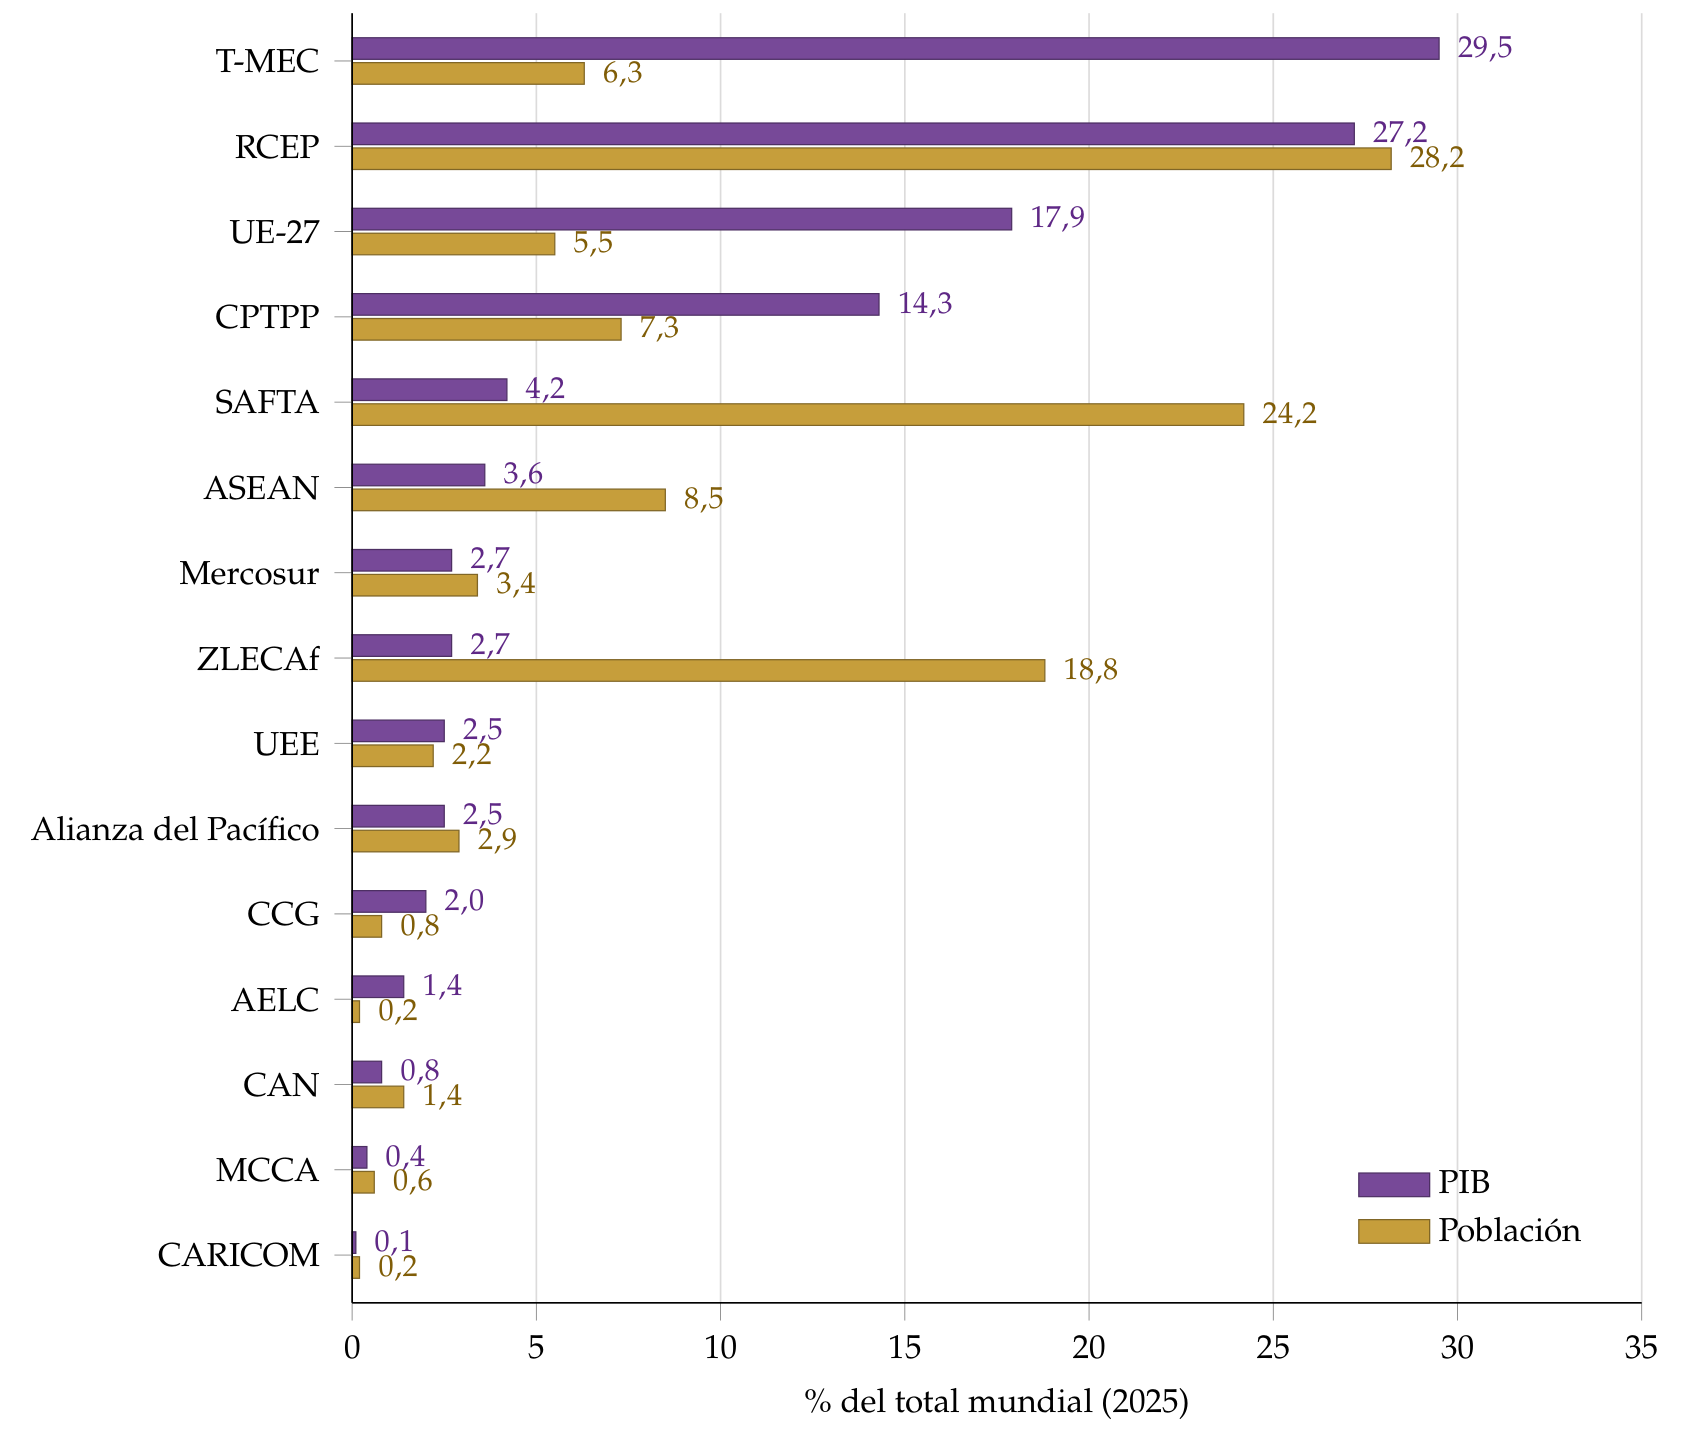 T-MEC
29,5
6,3
RCEP
27,2
28,2
UE-27
17,9
5,5
CPTPP
14,3
7,3
SAFTA
4,2
24,2
ASEAN
3,6
8,5
Mercosur
2,7
3,4
ZLECAf
2,7
18,8
UEE
2,5
2,2
Alianza del Pacífico
2,5
2,9
CCG
2,0
0,8
AELC
1,4
0,2
CAN
0,8
1,4
MCCA
0,4
0,6
CARICOM
0,1
0,2
PIB
Población
0 5 10 15 20 25 30 35
% del total mundial (2025)